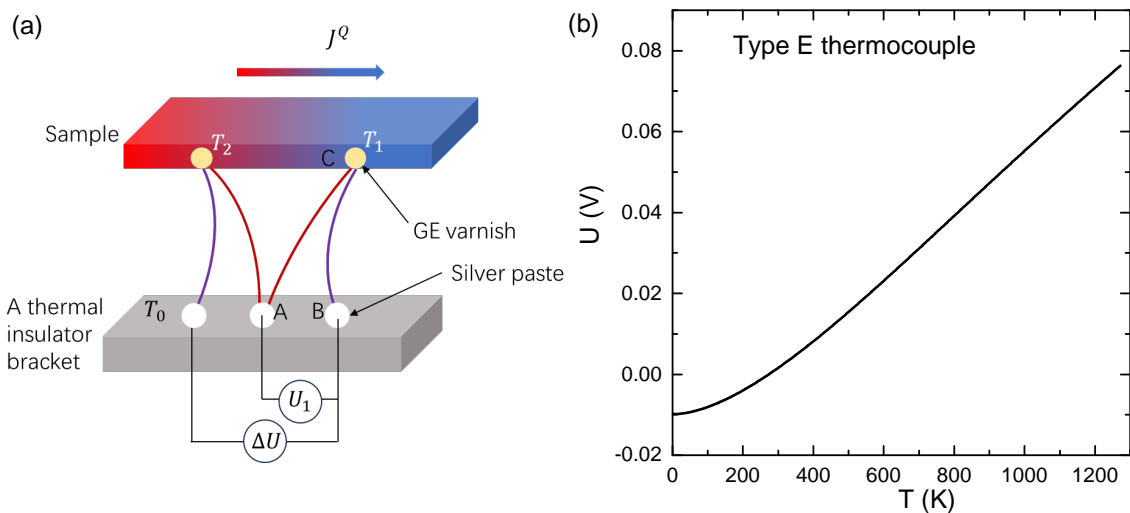 (a)
J^Q
Sample
T_2
C
T_1
GE varnish
Silver paste
A thermal
insulator
bracket
T_0
A
B
U_1
ΔU
(b)
Type E thermocouple
0.08
0.06
0.04
0.02
0.00
-0.02
U (V)
0 200 400 600 800 1000 1200
T (K)